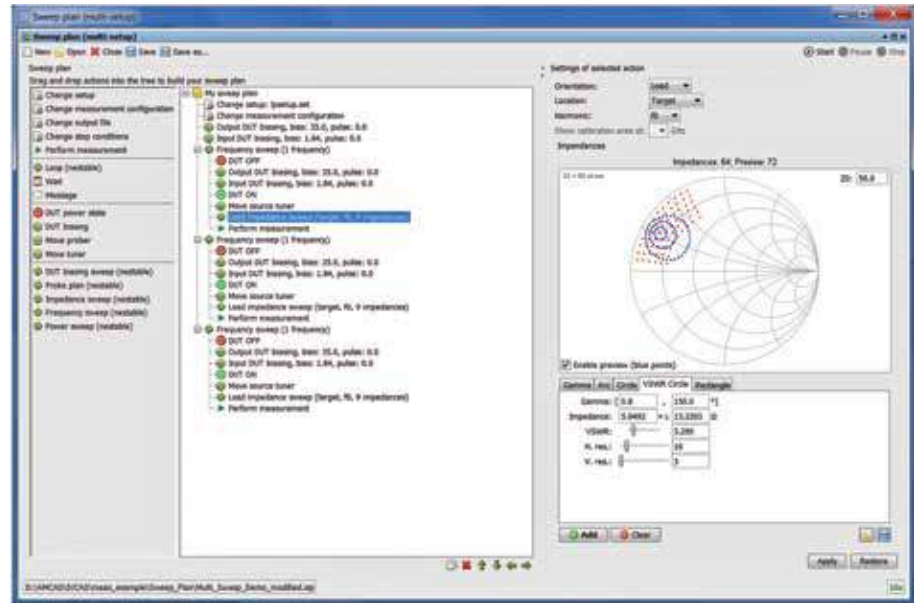 Sweep plan (multi-setup)
Sweep plan (multi-setup)
New Open Close Save Save as...
Start Pause Stop
Sweep plan
Drag and drop actions into the tree to build your sweep plan
Change setup
Change measurement configuration
Change output file
Change stop conditions
Perform measurement
Loop (nestable)
Wait
Message
DUT power state
DUT biasing
Move prober
Move tuner
DUT biasing sweep (nestable)
Probe plan (nestable)
Impedance sweep (nestable)
Frequency sweep (nestable)
Power sweep (nestable)
My sweep plan
Change setup: lpsetup.set
Change measurement configuration
Output DUT biasing, bias: 35.0, pulse: 0.0
Input DUT biasing, bias: 1.84, pulse: 0.0
Frequency sweep (1 frequency)
DUT OFF
Output DUT biasing, bias: 35.0, pulse: 0.0
Input DUT biasing, bias: 1.84, pulse: 0.0
DUT ON
Move source tuner
Load impedance sweep (target, f0, 9 impedances)
Perform measurement
Frequency sweep (1 frequency)
DUT OFF
Output DUT biasing, bias: 35.0, pulse: 0.0
Input DUT biasing, bias: 1.84, pulse: 0.0
DUT ON
Move source tuner
Load impedance sweep (target, f0, 9 impedances)
Perform measurement
Frequency sweep (1 frequency)
DUT OFF
Output DUT biasing, bias: 35.0, pulse: 0.0
Input DUT biasing, bias: 1.84, pulse: 0.0
DUT ON
Move source tuner
Load impedance sweep (target, f0, 9 impedances)
Perform measurement
Settings of selected action
Orientation: Load
Location: Target
Harmonic: f0
Show calibration area at: GHz
Impedances
Impedances: 64; Preview: 72
Z0: 50.0
Enable preview (blue points)
Gamma Arc Circle VSWR Circle Rectangle
Gamma: [ 0.8 , 150.0 °]
Impedance: 5.0492 + i. 13.2203 Ω
VSWR: 5.289
H. res.: 16
V. res.: 3
Add Clear
Apply Restore
Idle